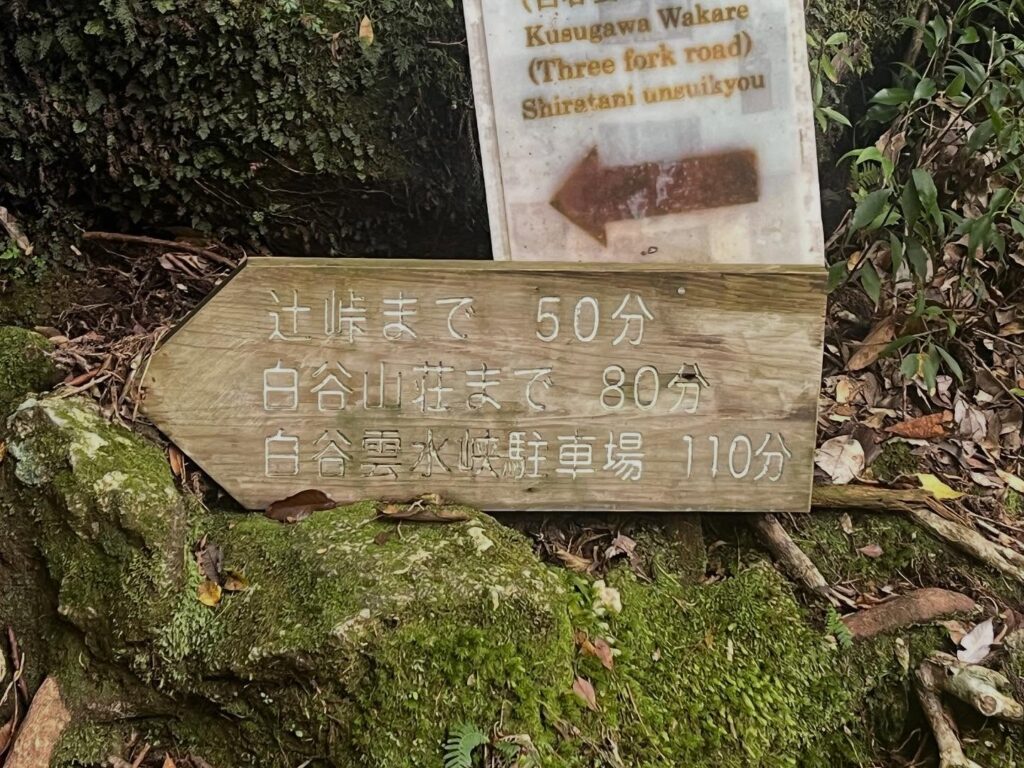 Kusugawa Wakare
(Three fork road)
Shiratani unsuikyou
辻峠まで 50分
白谷山荘まで 80分
白谷雲水峡駐車場 110分